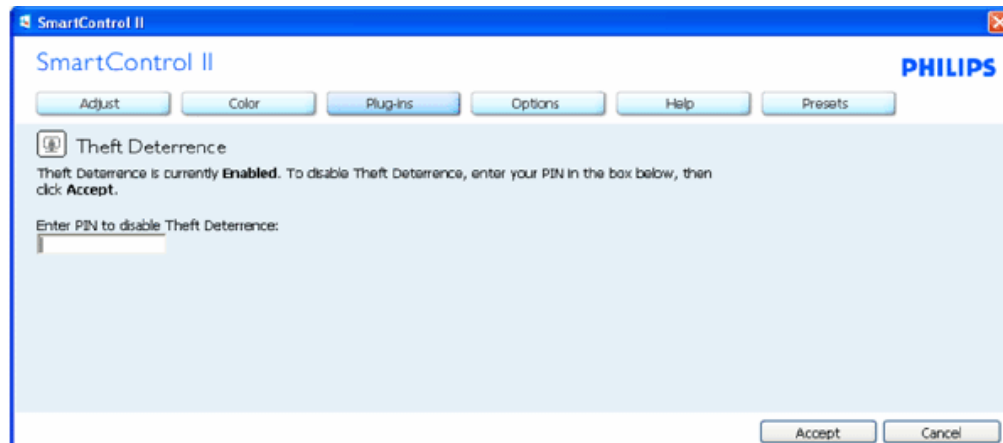 SmartControl II
SmartControl II
PHILIPS
Adjust Color Plug-ins Options Help Presets
Theft Deterrence
Theft Deterrence is currently Enabled. To disable Theft Deterrence, enter your PIN in the box below, then
click Accept.
Enter PIN to disable Theft Deterrence:
Accept Cancel